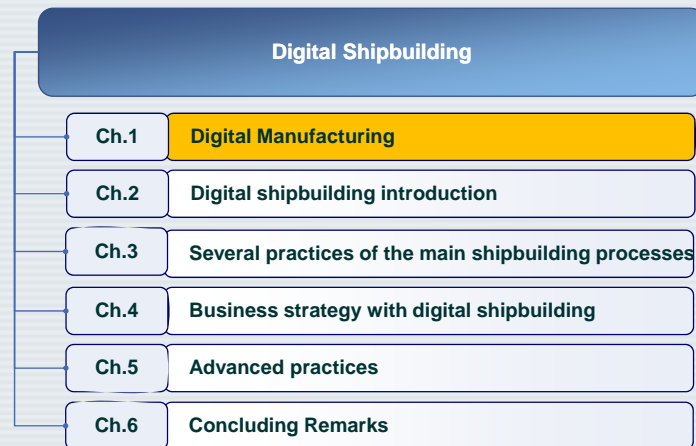 Digital Shipbuilding
Ch.1 Digital Manufacturing
Ch.2 Digital shipbuilding introduction
Ch.3 Several practices of the main shipbuilding processes
Ch.4 Business strategy with digital shipbuilding
Ch.5 Advanced practices
Ch.6 Concluding Remarks